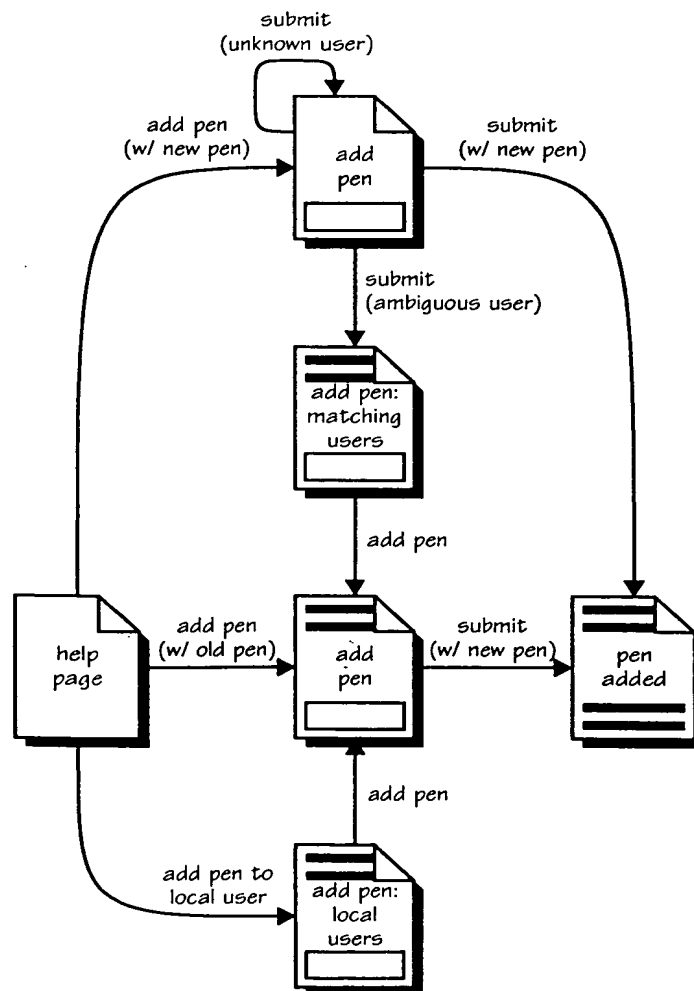 submit
(unknown user)
add pen
(w/ new pen)
submit
(w/ new pen)
add
pen
submit
(ambiguous user)
add pen:
matching
users
add pen
help
page
add pen
(w/ old pen)
add
pen
submit
(w/ new pen)
pen
added
add pen
add pen to
local user
add pen:
local
users